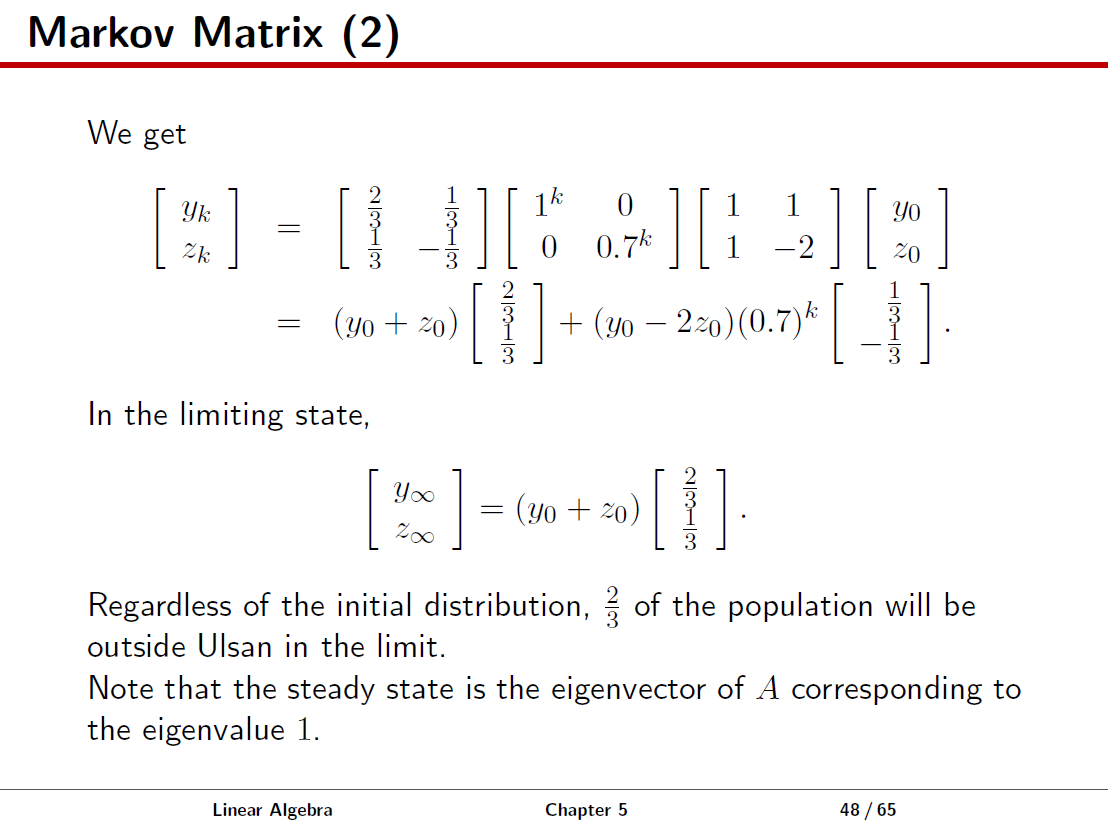 Markov Matrix (2)
We get
[ y_k ; z_k ] = [ 2/3 1/3 ; 1/3 −1/3 ] [ 1^k 0 ; 0 0.7^k ] [ 1 1 ; 1 −2 ] [ y_0 ; z_0 ]
= (y_0 + z_0) [ 2/3 ; 1/3 ] + (y_0 − 2z_0)(0.7)^k [ 1/3 ; −1/3 ].
In the limiting state,
[ y_∞ ; z_∞ ] = (y_0 + z_0) [ 2/3 ; 1/3 ].
Regardless of the initial distribution, 2/3 of the population will be
outside Ulsan in the limit.
Note that the steady state is the eigenvector of A corresponding to
the eigenvalue 1.
Linear Algebra Chapter 5 48 / 65